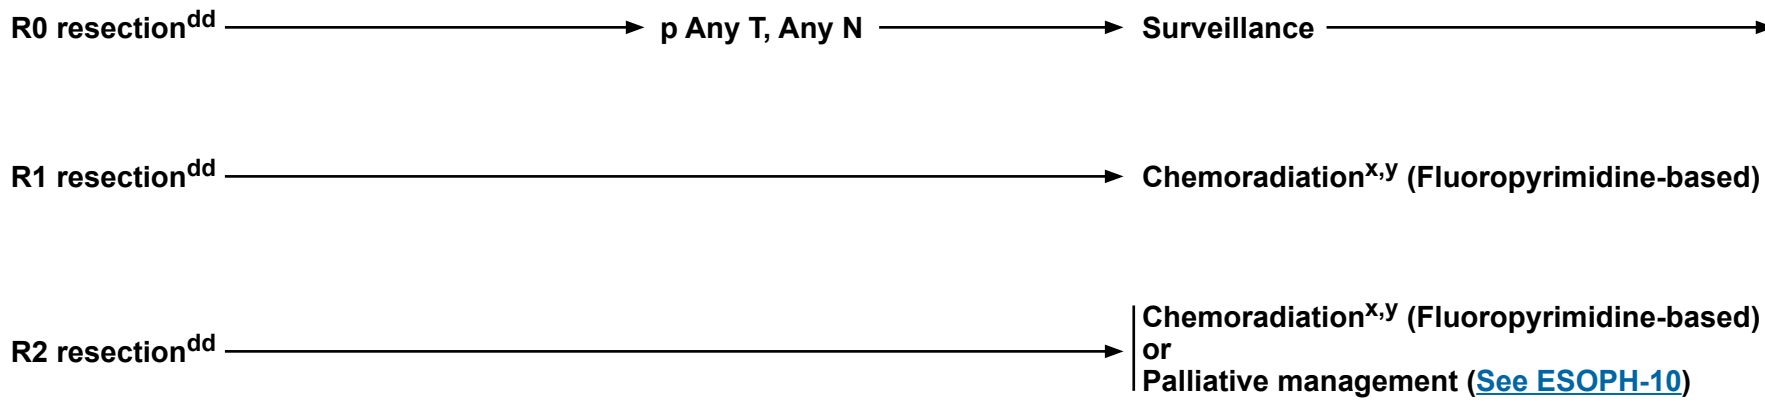 R0 resectiondd p Any T, Any N Surveillance
R1 resectiondd Chemoradiationx,y (Fluoropyrimidine-based)
R2 resectiondd
Chemoradiationx,y (Fluoropyrimidine-based)
or
Palliative management (See ESOPH-10)